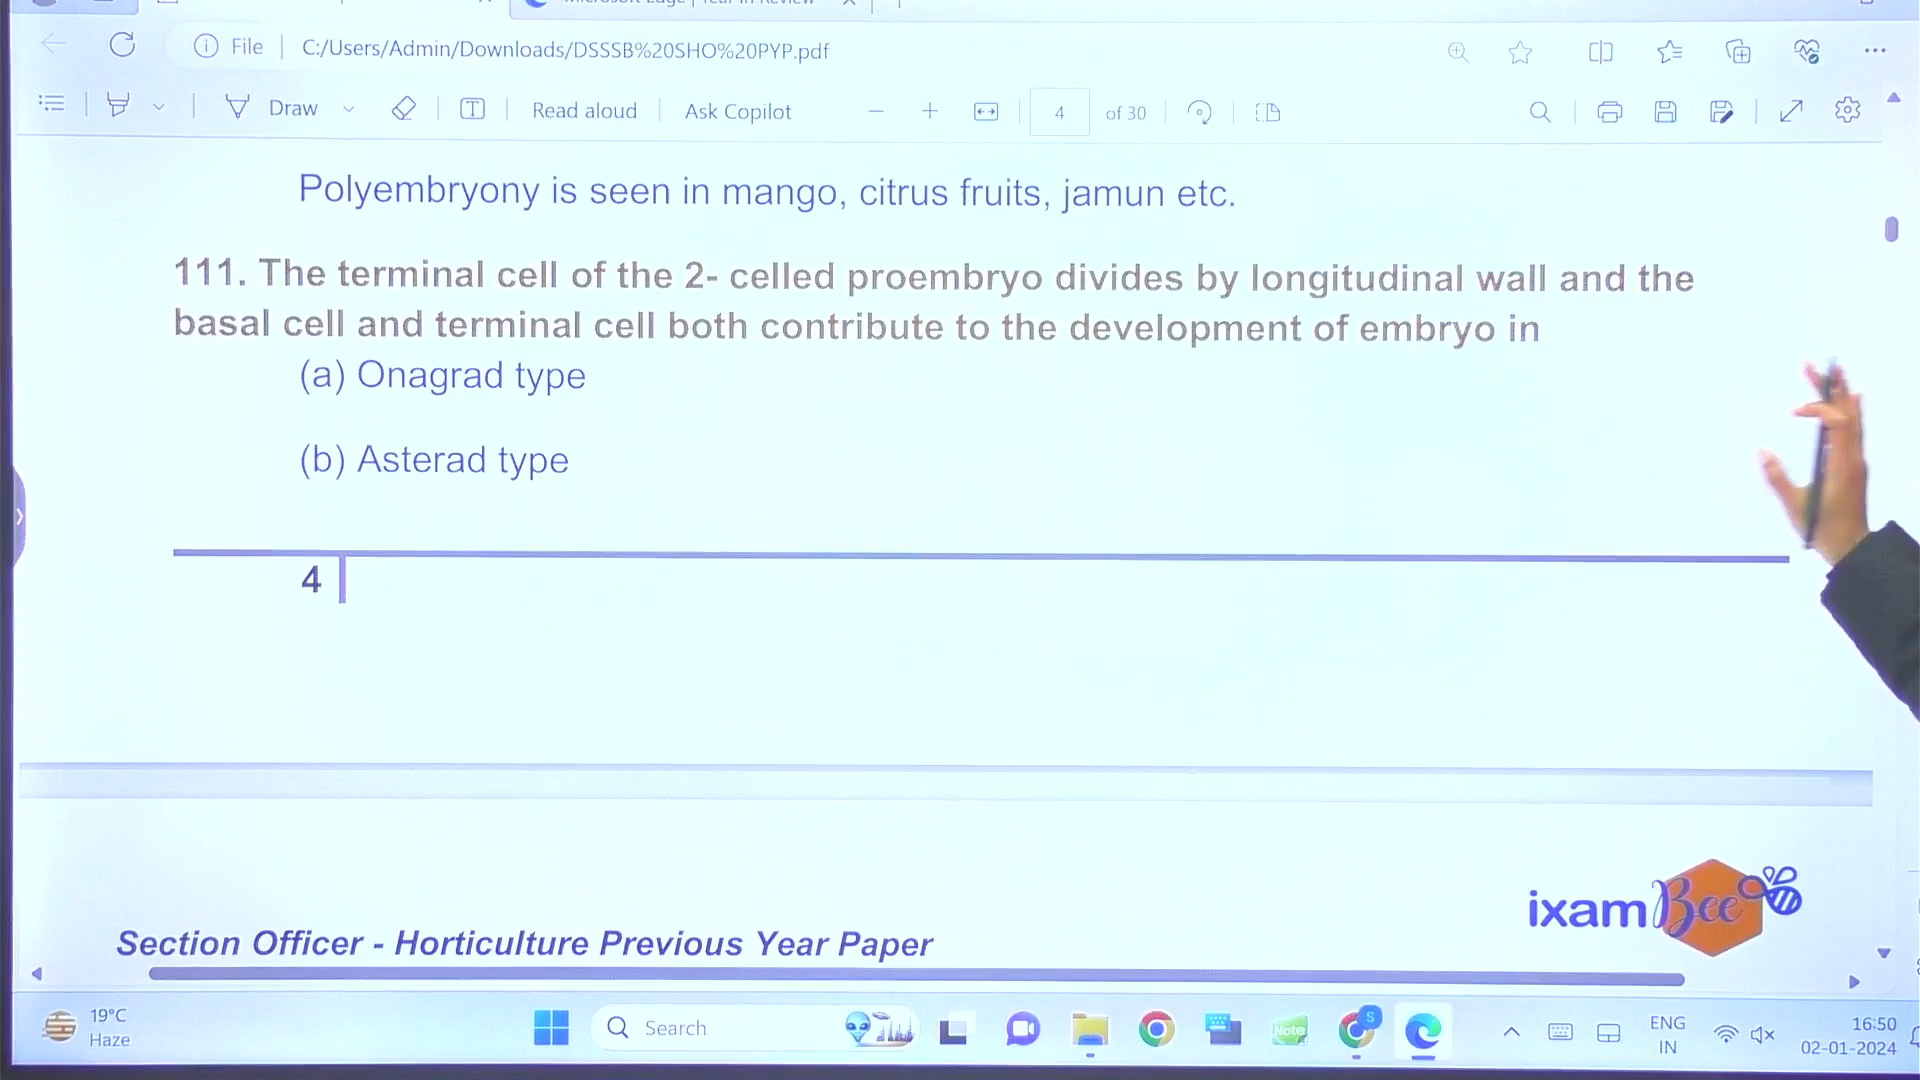 File
C:/Users/Admin/Downloads/DSSSB%20SHO%20PYP.pdf
Draw
Read aloud
Ask Copilot
4
of 30
Polyembryony is seen in mango, citrus fruits, jamun etc.
111. The terminal cell of the 2- celled proembryo divides by longitudinal wall and the
basal cell and terminal cell both contribute to the development of embryo in
(a) Onagrad type
(b) Asterad type
4
ixamBee
Section Officer - Horticulture Previous Year Paper
19°C
Haze
Search
Note
S
ENG
IN
16:50
02-01-2024